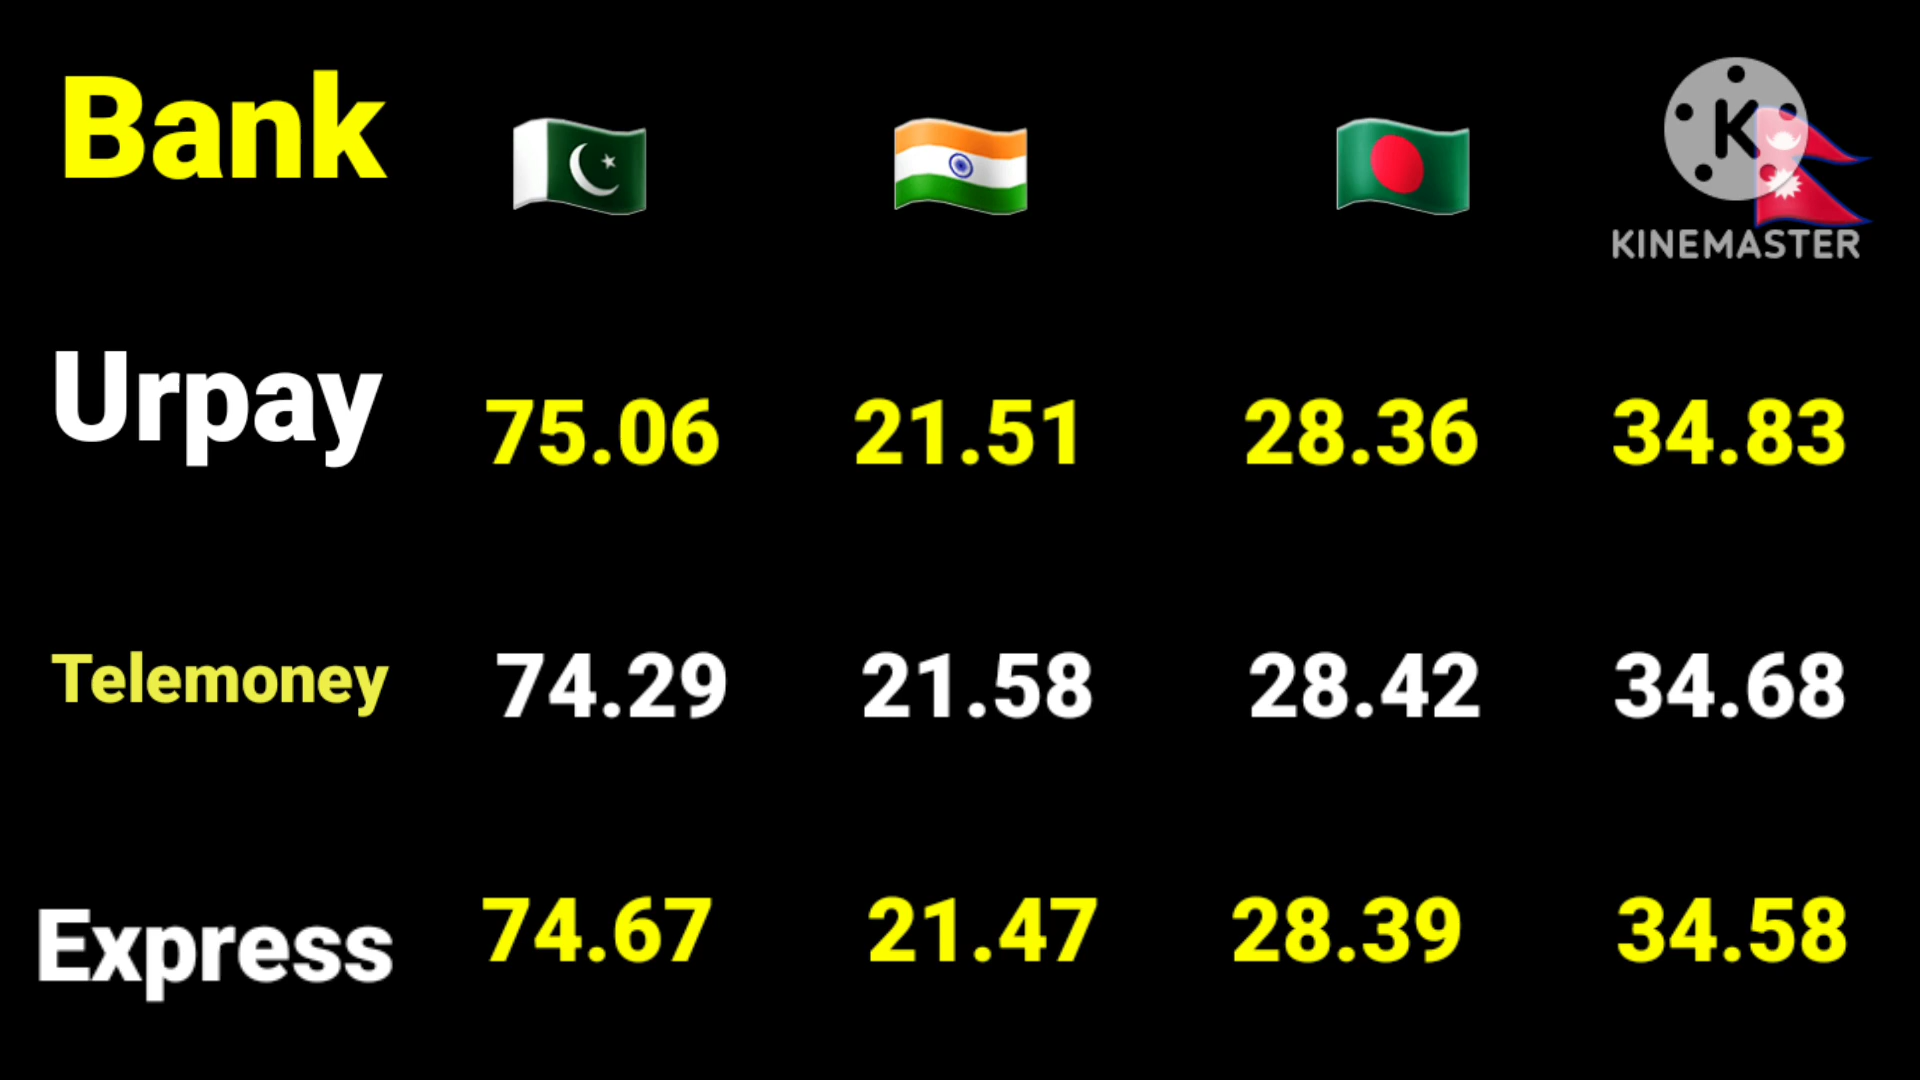 Bank
K
KINEMASTER
Urpay 75.06 21.51 28.36 34.83
Telemoney 74.29 21.58 28.42 34.68
Express 74.67 21.47 28.39 34.58